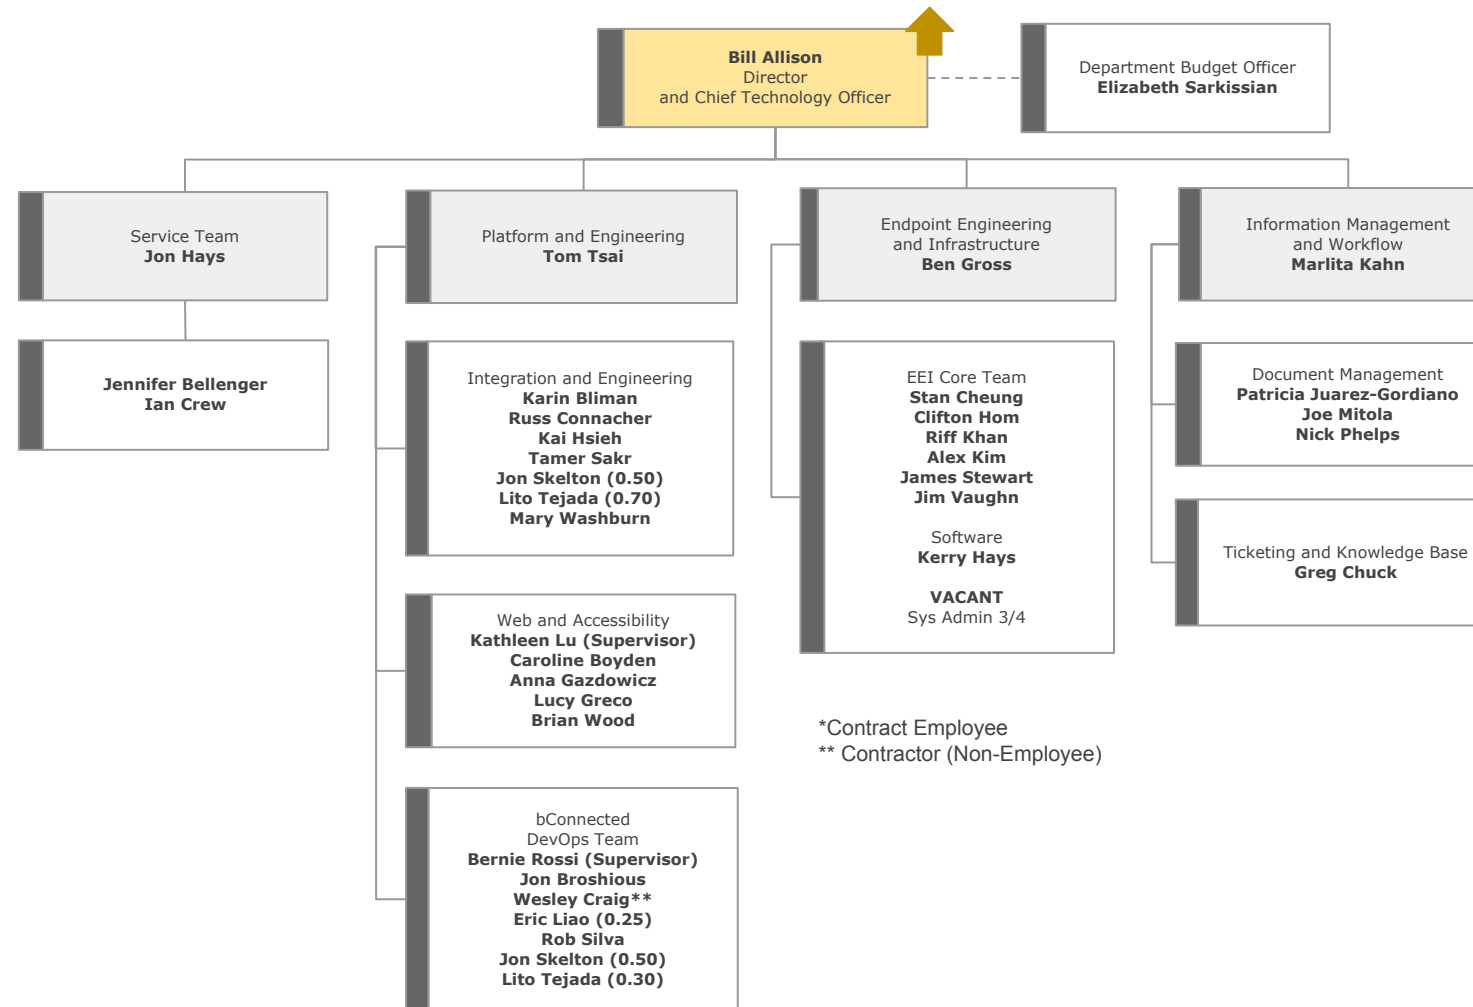 Bill Allison
Director
and Chief Technology Officer
Department Budget Officer
Elizabeth Sarkissian
Service Team
Jon Hays
Jennifer Bellenger
Ian Crew
Platform and Engineering
Tom Tsai
Integration and Engineering
Karin Bliman
Russ Connacher
Kai Hsieh
Tamer Sakr
Jon Skelton (0.50)
Lito Tejada (0.70)
Mary Washburn
Web and Accessibility
Kathleen Lu (Supervisor)
Caroline Boyden
Anna Gazdowicz
Lucy Greco
Brian Wood
bConnected
DevOps Team
Bernie Rossi (Supervisor)
Jon Broshious
Wesley Craig**
Eric Liao (0.25)
Rob Silva
Jon Skelton (0.50)
Lito Tejada (0.30)
Endpoint Engineering
and Infrastructure
Ben Gross
EEI Core Team
Stan Cheung
Clifton Hom
Riff Khan
Alex Kim
James Stewart
Jim Vaughn
Software
Kerry Hays
VACANT
Sys Admin 3/4
Information Management
and Workflow
Marlita Kahn
Document Management
Patricia Juarez-Gordiano
Joe Mitola
Nick Phelps
Ticketing and Knowledge Base
Greg Chuck
*Contract Employee
** Contractor (Non-Employee)